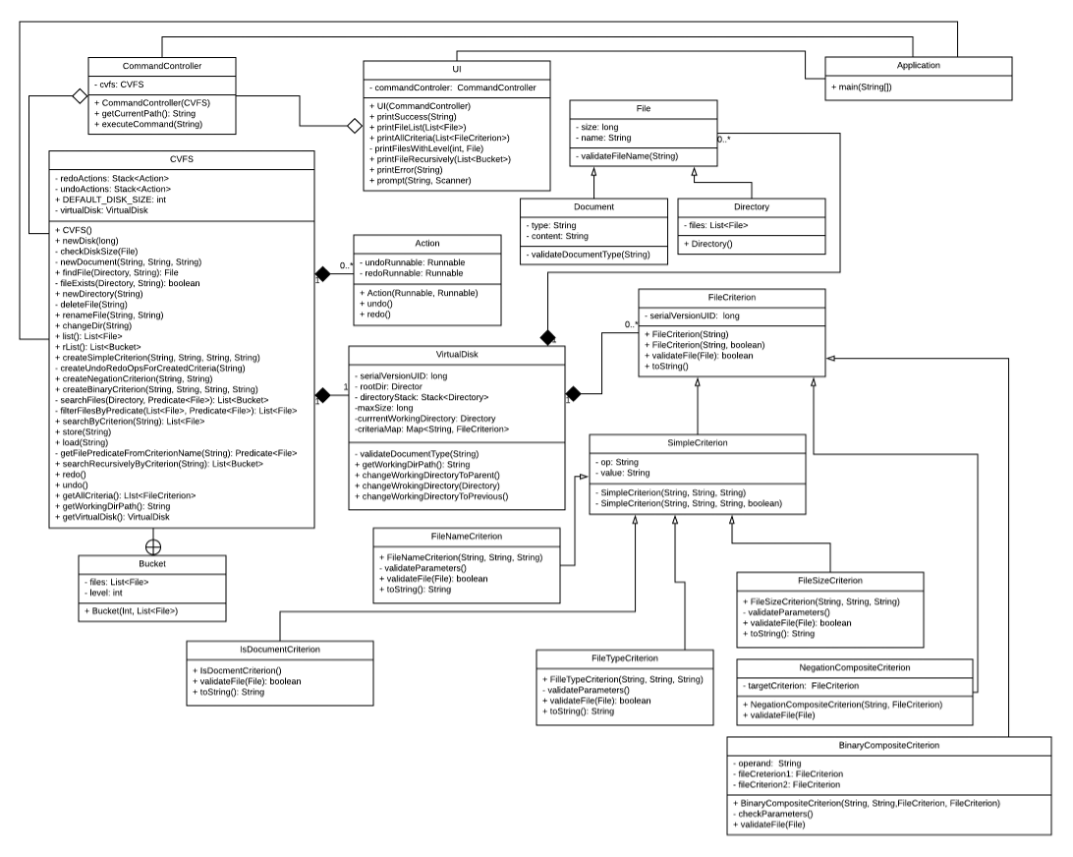 CommandController
- cvfs: CVFS
+ CommandController(CVFS)
+ getCurrentPath(): String
+ executeCommand(String)
UI
- commandControler: CommandController
+ UI(CommandController)
+ printSuccess(String)
+ printFileList(List<File>)
+ printAllCriteria(List<FileCriterion>)
- printFilesWithLevel(int, File)
+ printFileRecursively(List<Bucket>)
+ printError(String)
+ prompt(String, Scanner)
Application
+ main(String[])
File
- size: long
- name: String
- validateFileName(String)
0..*
Document
- type: String
- content: String
- validateDocumentType(String)
Directory
- files: List<File>
+ Directory()
CVFS
- redoActions: Stack<Action>
- undoActions: Stack<Action>
+ DEFAULT_DISK_SIZE: int
- virtualDisk: VirtualDisk
+ CVFS()
+ newDisk(long)
- checkDiskSize(File)
- newDocument(String, String, String)
+ findFile(Directory, String): File
- fileExists(Directory, String): boolean
+ newDirectory(String)
- deleteFile(String)
+ renameFile(String, String)
+ changeDir(String)
+ list(): List<File>
+ rList(): List<Bucket>
+ createSimpleCriterion(String, String, String, String)
- createUndoRedoOpsForCreatedCriteria(String)
+ createNegationCriterion(String, String)
+ createBinaryCriterion(String, String, String, String)
- searchFiles(Directory, Predicate<File>): List<Bucket>
- filterFilesByPredicate(List<File>, Predicate<File>): List<File>
+ searchByCriterion(String): List<File>
+ store(String)
+ load(String)
- getFilePredicateFromCriterionName(String): Predicate<File>
+ searchRecursivelyByCriterion(String): List<Bucket>
+ redo()
+ undo()
+ getAllCriteria(): LIst<FileCriterion>
+ getWorkingDirPath(): String
+ getVirtualDisk(): VirtualDisk
1
0..*
Action
- undoRunnable: Runnable
- redoRunnable: Runnable
+ Action(Runnable, Runnable)
+ undo()
+ redo()
1
1
VirtualDisk
- serialVersionUID: long
- rootDir: Director
- directoryStack: Stack<Directory>
-maxSize: long
-currrentWorkingDirectory: Directory
-criteriaMap: Map<String, FileCriterion>
- validateDocumentType(String)
+ getWorkingDirPath(): String
+ changeWorkingDirectoryToParent()
+ changeWrokingDirectory(Directory)
+ changeWorkingDirectoryToPrevious()
1
1
0..*
FileCriterion
- serialVersionUID: long
+ FileCriterion(String)
+ FileCriterion(String, boolean)
+ validateFile(File): boolean
+ toString()
SimpleCriterion
- op: String
- value: String
- SimpleCriterion(String, String, String)
- SimpleCriterion(String, String, String, boolean)
FileNameCriterion
+ FileNameCriterion(String, String, String)
- validateParameters()
+ validateFile(File): boolean
+ toString(): String
Bucket
- files: List<File>
- level: int
+ Bucket(Int, List<File>)
FileSizeCriterion
+ FileSizeCriterion(String, String, String)
- validateParameters()
+ validateFile(File): boolean
+ toString(): String
IsDocumentCriterion
+ IsDocmentCriterion()
+ validateFile(File): boolean
+ toString(): String
FileTypeCriterion
+ FilleTypeCriterion(String, String, String)
- validateParameters()
+ validateFile(File): boolean
+ toString(): String
NegationCompositeCriterion
- targetCriterion: FileCriterion
+ NegationCompositeCriterion(String, FileCriterion)
+ validateFile(File)
BinaryCompositeCriterion
- operand: String
- fileCreterion1: FileCriterion
- fileCriterion2: FileCriterion
+ BinaryCompositeCriterion(String, String,FileCriterion, FileCriterion)
- checkParameters()
+ validateFile(File)